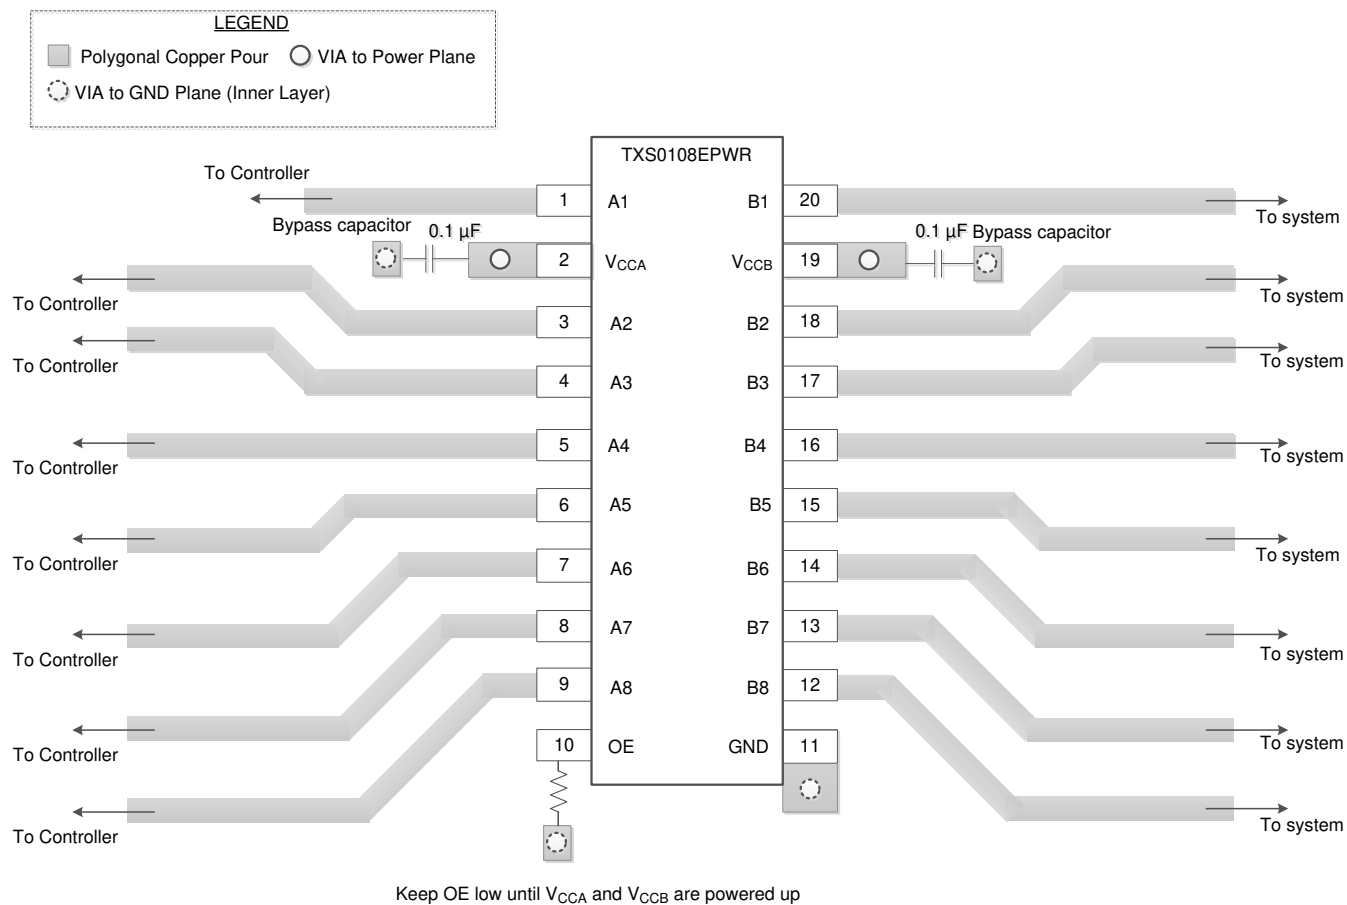 LEGEND
Polygonal Copper Pour
VIA to Power Plane
VIA to GND Plane (Inner Layer)
TXS0108EPWR
To Controller
1
A1
B1
20
To system
Bypass capacitor
0.1 µF
2
VCCA
VCCB
19
0.1 µF
Bypass capacitor
To Controller
3
A2
B2
18
To system
To Controller
4
A3
B3
17
To system
To Controller
5
A4
B4
16
To system
To Controller
6
A5
B5
15
To system
To Controller
7
A6
B6
14
To system
To Controller
8
A7
B7
13
To system
To Controller
9
A8
B8
12
To system
10
OE
GND
11
Keep OE low until VCCA and VCCB are powered up